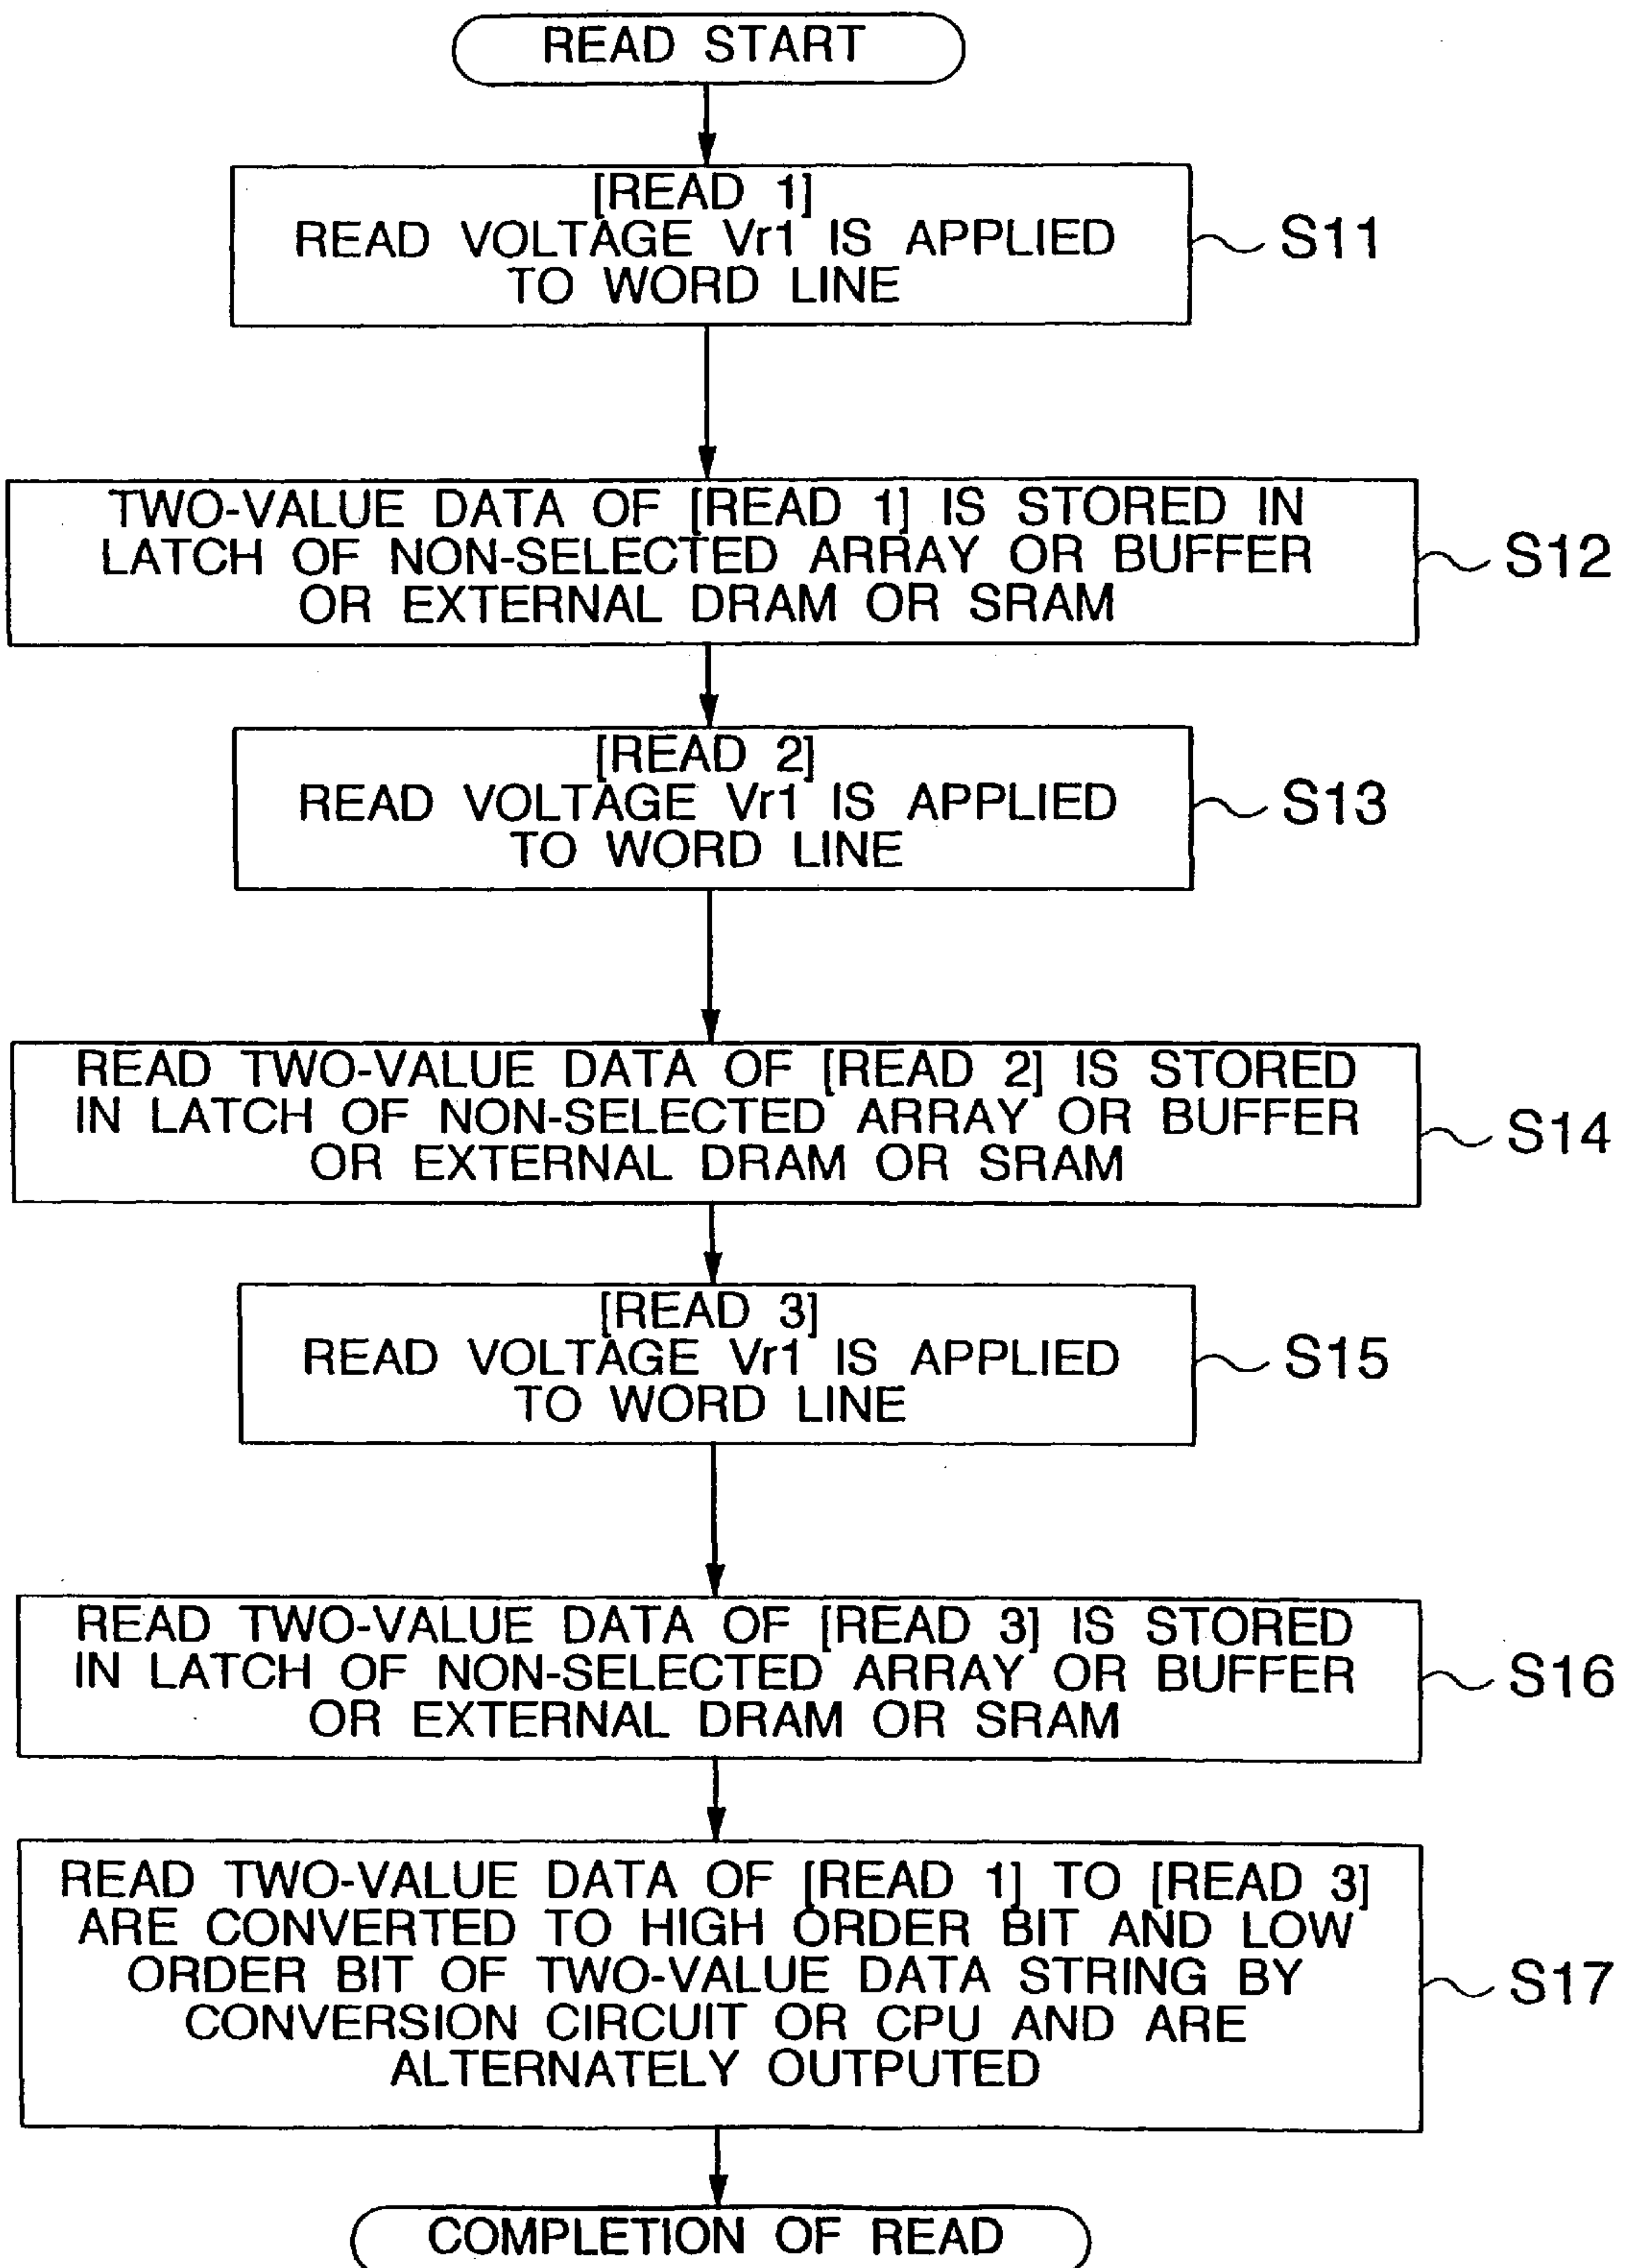 READ START
[READ 1]
READ VOLTAGE Vr1 IS APPLIED
TO WORD LINE
S11
TWO-VALUE DATA OF [READ 1] IS STORED IN
LATCH OF NON-SELECTED ARRAY OR BUFFER
OR EXTERNAL DRAM OR SRAM
S12
[READ 2]
READ VOLTAGE Vr1 IS APPLIED
TO WORD LINE
S13
READ TWO-VALUE DATA OF [READ 2] IS STORED
IN LATCH OF NON-SELECTED ARRAY OR BUFFER
OR EXTERNAL DRAM OR SRAM
S14
[READ 3]
READ VOLTAGE Vr1 IS APPLIED
TO WORD LINE
S15
READ TWO-VALUE DATA OF [READ 3] IS STORED
IN LATCH OF NON-SELECTED ARRAY OR BUFFER
OR EXTERNAL DRAM OR SRAM
S16
READ TWO-VALUE DATA OF [READ 1] TO [READ 3]
ARE CONVERTED TO HIGH ORDER BIT AND LOW
ORDER BIT OF TWO-VALUE DATA STRING BY
CONVERSION CIRCUIT OR CPU AND ARE
ALTERNATELY OUTPUTED
S17
COMPLETION OF READ